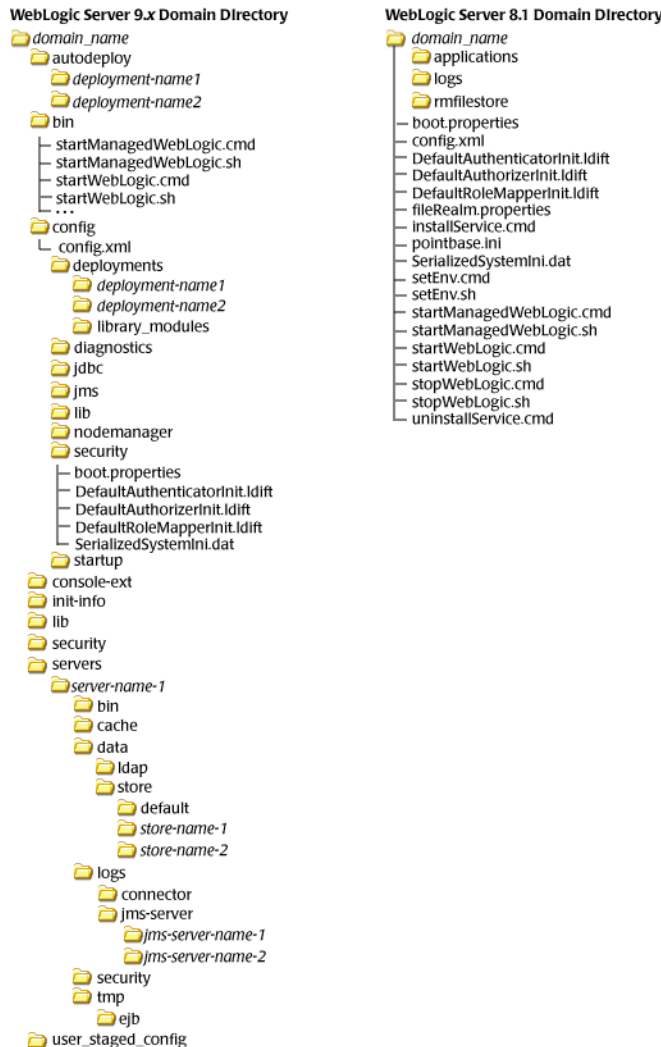 WebLogic Server 9.x Domain DIrectory
domain_name
autodeploy
deployment-name1
deployment-name2
bin
startManagedWebLogic.cmd
startManagedWebLogic.sh
startWebLogic.cmd
startWebLogic.sh
...
config
config.xml
deployments
deployment-name1
deployment-name2
library_modules
diagnostics
jdbc
jms
lib
nodemanager
security
boot.properties
DefaultAuthenticatorInit.ldift
DefaultAuthorizerInit.ldift
DefaultRoleMapperInit.ldift
SerializedSystemIni.dat
startup
console-ext
init-info
lib
security
servers
server-name-1
bin
cache
data
ldap
store
default
store-name-1
store-name-2
logs
connector
jms-server
jms-server-name-1
jms-server-name-2
security
tmp
ejb
user_staged_config
WebLogic Server 8.1 Domain DIrectory
domain_name
applications
logs
rmfilestore
boot.properties
config.xml
DefaultAuthenticatorInit.ldift
DefaultAuthorizerInit.ldift
DefaultRoleMapperInit.ldift
fileRealm.properties
installService.cmd
pointbase.ini
SerializedSystemIni.dat
setEnv.cmd
setEnv.sh
startManagedWebLogic.cmd
startManagedWebLogic.sh
startWebLogic.cmd
startWebLogic.sh
stopWebLogic.cmd
stopWebLogic.sh
uninstallService.cmd